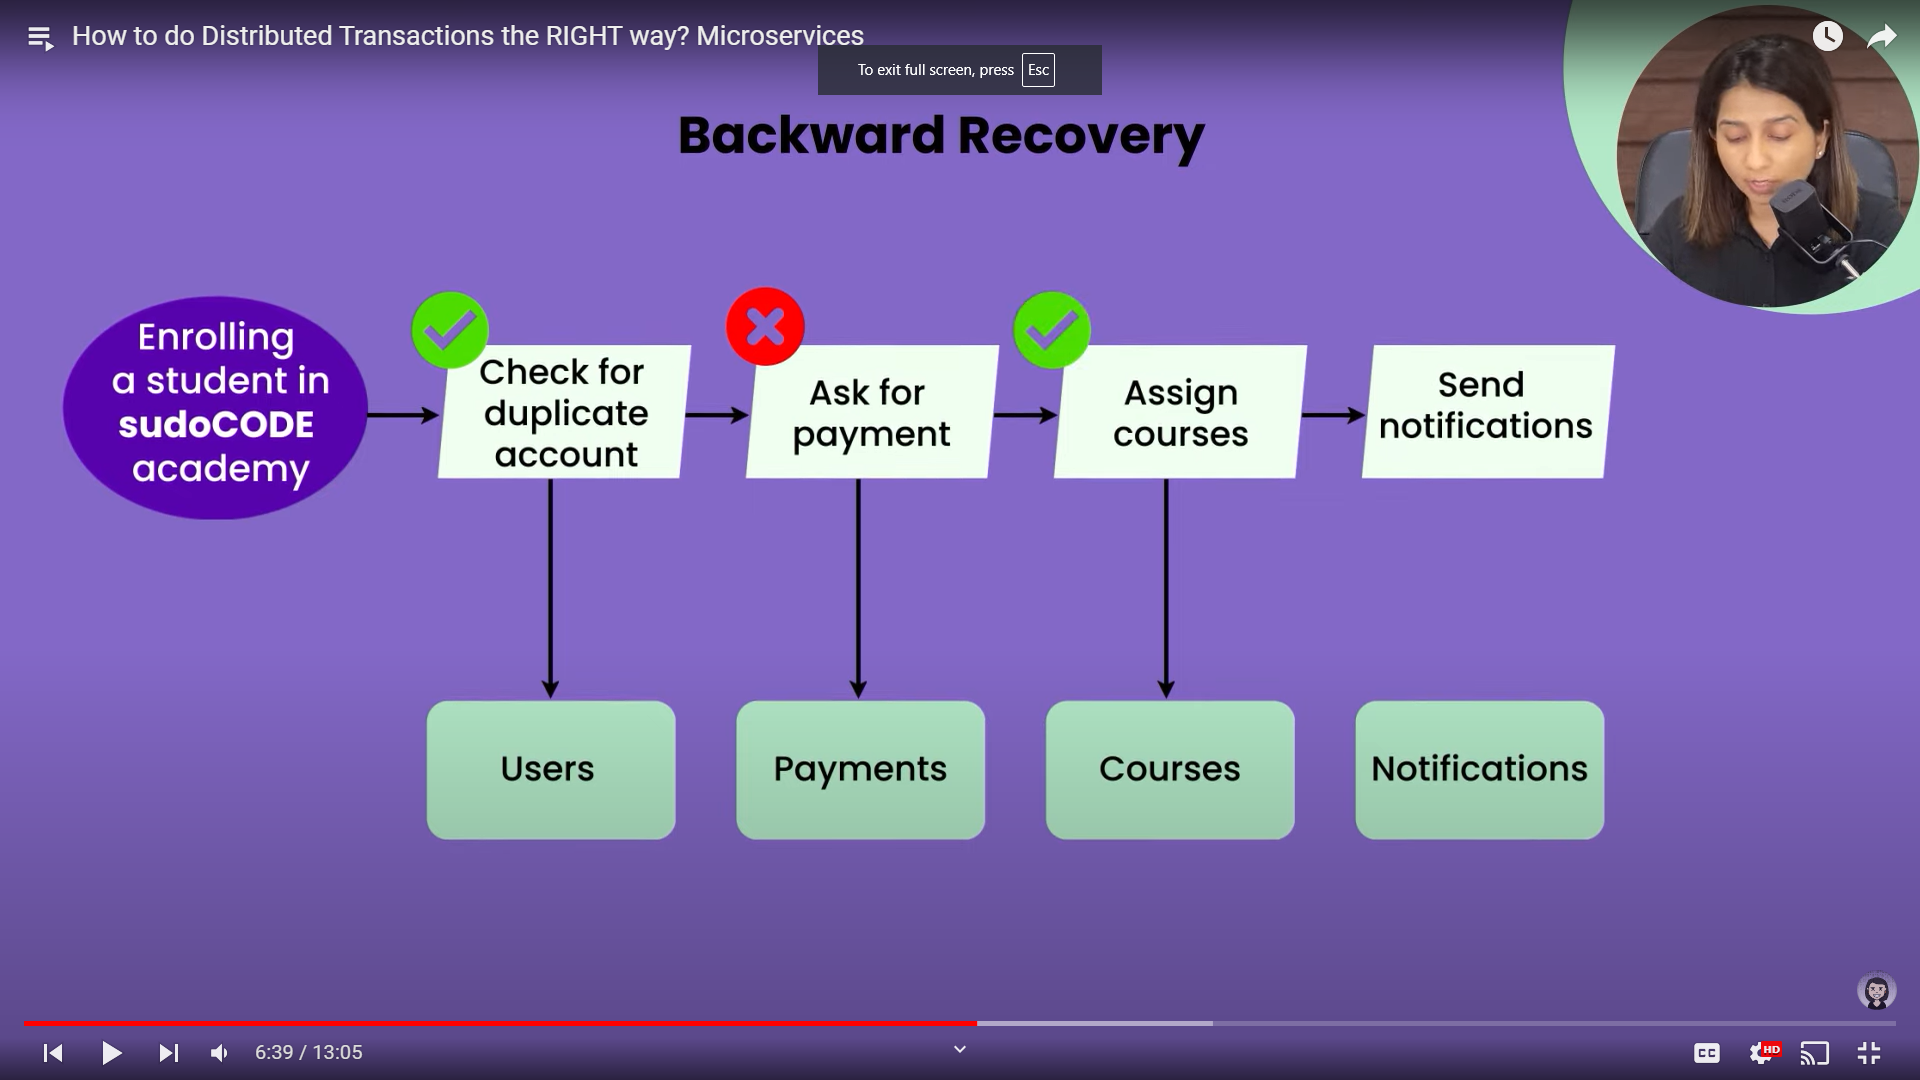 How to do Distributed Transactions the RIGHT way? Microservices
To exit full screen, press Esc
Backward Recovery
Enrolling
a student in
sudoCODE
academy
Check for
duplicate
account
Ask for
payment
Assign
courses
Send
notifications
Users
Payments
Courses
Notifications
6:39 / 13:05
CC
HD